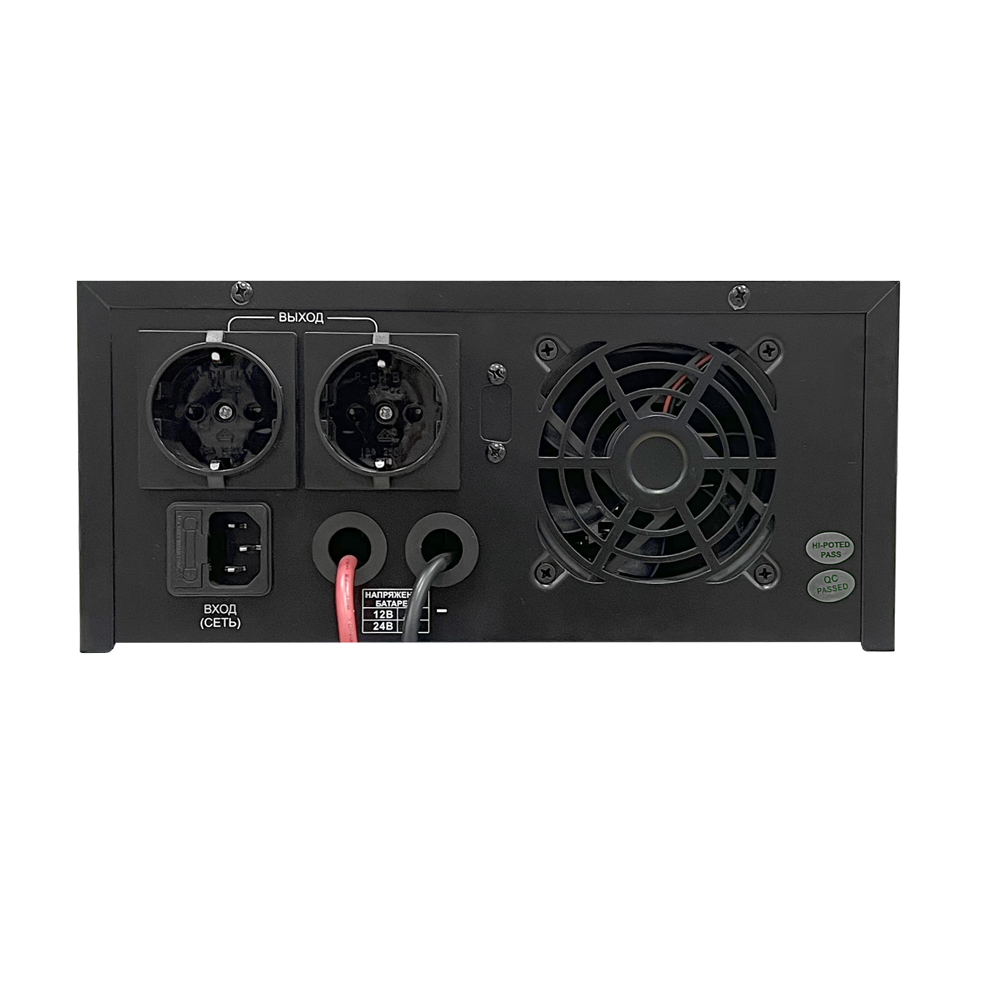 ВЫХОД
ВХОД
(СЕТЬ)
12В
24В
–
HI-POTED
PASS
QC
PASSED